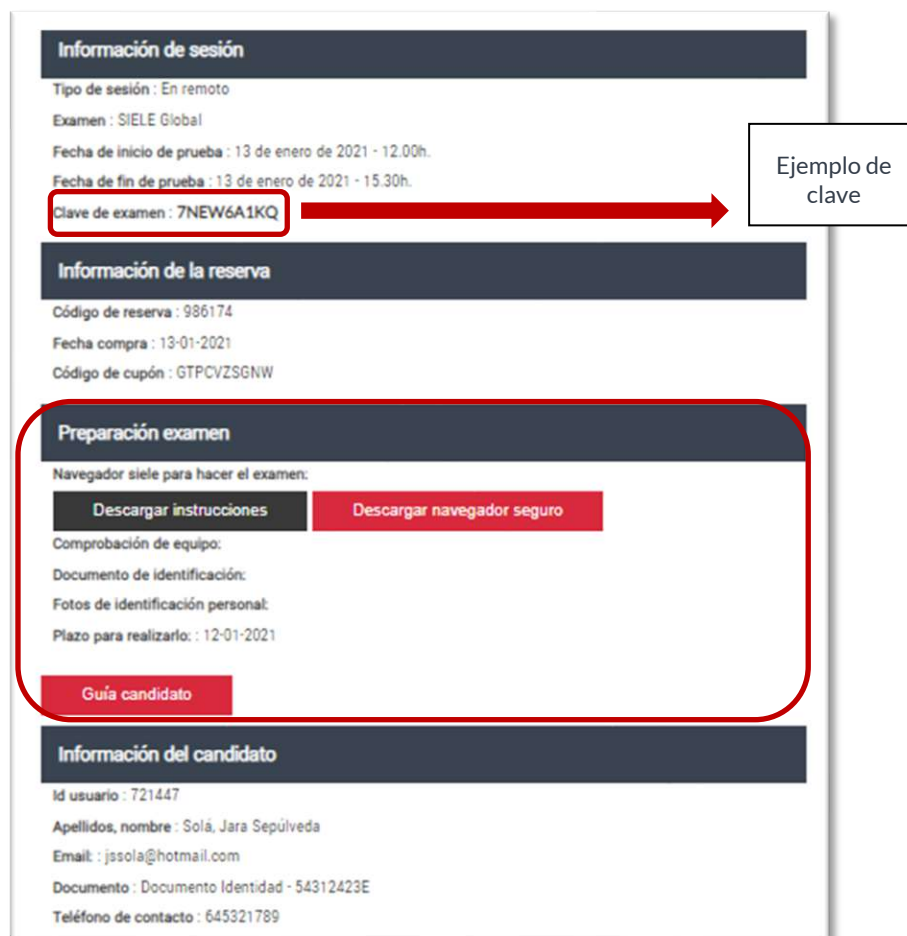 Información de sesión
Tipo de sesión : En remoto
Examen : SIELE Global
Fecha de inicio de prueba : 13 de enero de 2021 - 12.00h.
Fecha de fin de prueba : 13 de enero de 2021 - 15.30h.
Clave de examen : 7NEW6A1KQ
Ejemplo de
clave
Información de la reserva
Código de reserva : 986174
Fecha compra : 13-01-2021
Código de cupón : GTPCVZSGNW
Preparación examen
Navegador siele para hacer el examen:
Descargar instrucciones
Descargar navegador seguro
Comprobación de equipo:
Documento de identificación:
Fotos de identificación personal:
Plazo para realizarlo: : 12-01-2021
Guía candidato
Información del candidato
Id usuario : 721447
Apellidos, nombre : Solá, Jara Sepúlveda
Email: : jssola@hotmail.com
Documento : Documento Identidad - 54312423E
Teléfono de contacto : 645321789